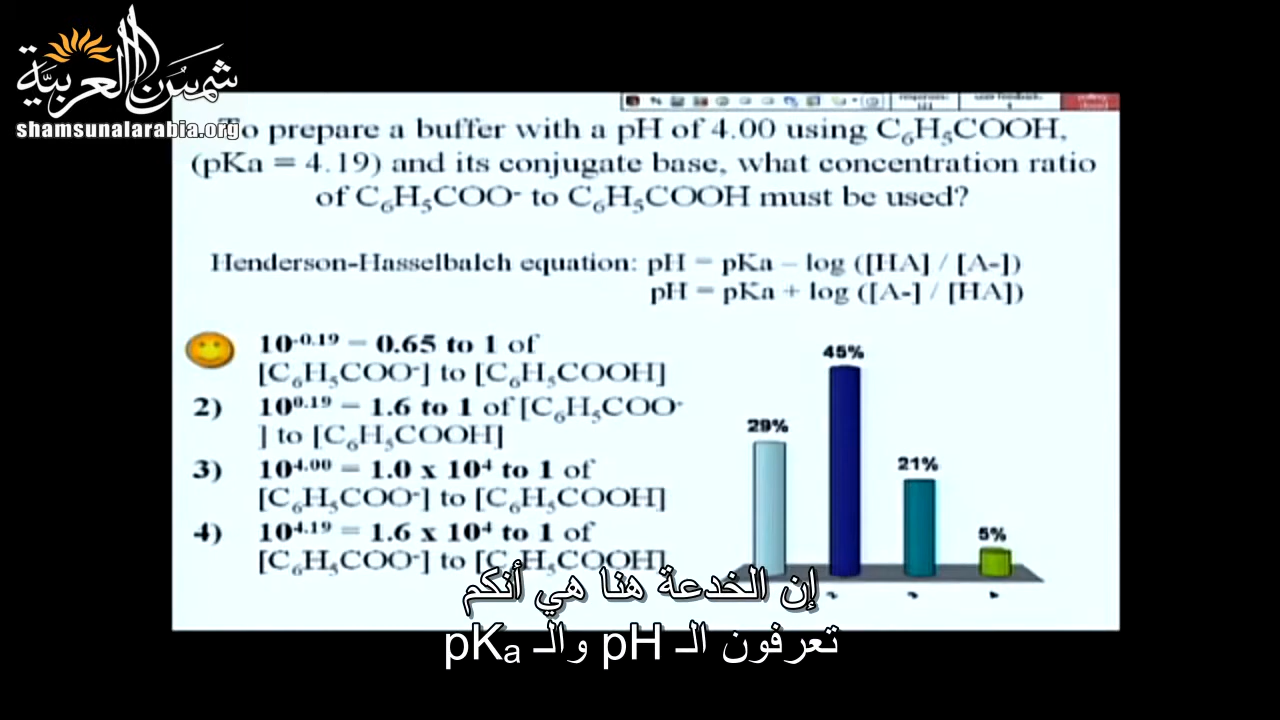 شمس العربية
shamsunalarabia.org
To prepare a buffer with a pH of 4.00 using C₆H₅COOH,
(pKa = 4.19) and its conjugate base, what concentration ratio
of C₆H₅COO⁻ to C₆H₅COOH must be used?
Henderson-Hasselbalch equation: pH = pKa – log ([HA] / [A-])
pH = pKa + log ([A-] / [HA])
10⁻⁰·¹⁹ = 0.65 to 1 of
[C₆H₅COO⁻] to [C₆H₅COOH]
2) 10⁰·¹⁹ = 1.6 to 1 of [C₆H₅COO⁻
] to [C₆H₅COOH]
3) 10⁴·⁰⁰ = 1.0 x 10⁴ to 1 of
[C₆H₅COO⁻] to [C₆H₅COOH]
4) 10⁴·¹⁹ = 1.6 x 10⁴ to 1 of
[C₆H₅COO⁻] to [C₆H₅COOH]
29%
45%
21%
5%
إن الخدعة هنا هي أنكم
تعرفون الـ pH والـ pKₐ